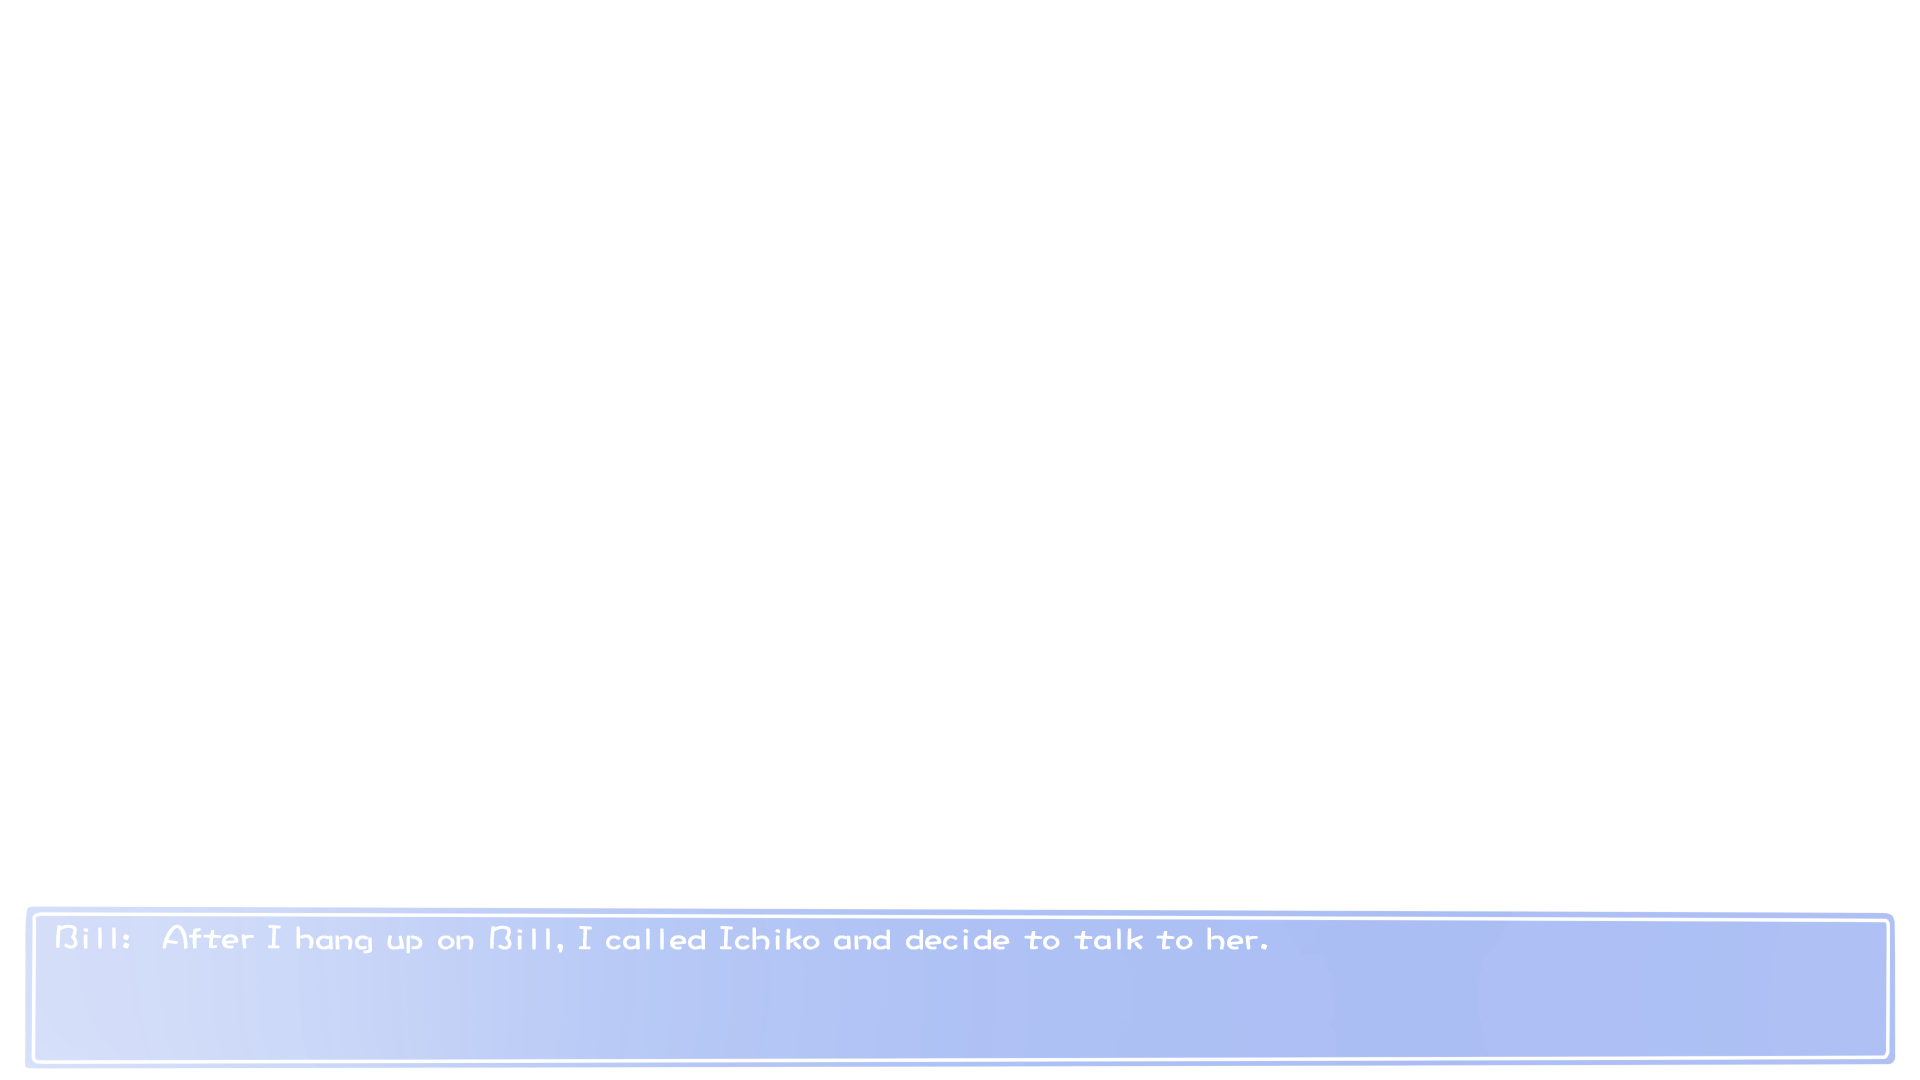 Bill:  After I hang up on Bill, I called Ichiko and decide to talk to her.